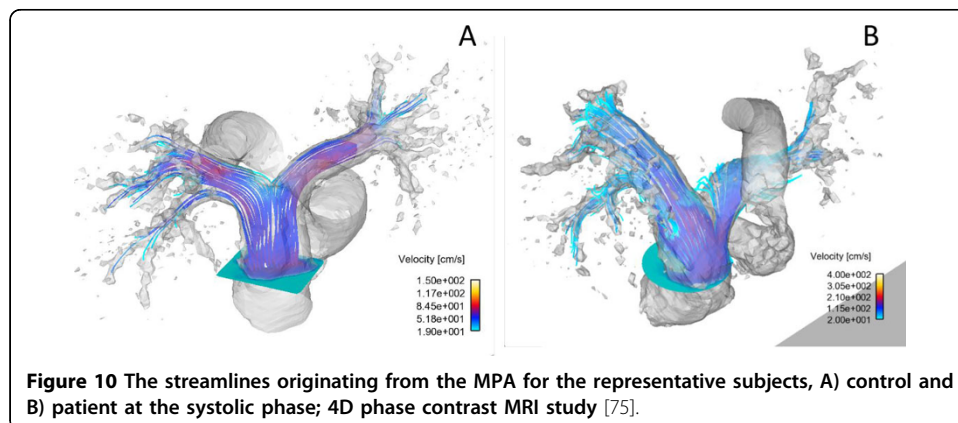 A
B
Velocity [cm/s]
1.50e+002
1.17e+002
8.45e+001
5.18e+001
1.90e+001
Velocity [cm/s]
4.00e+002
3.05e+002
2.10e+002
1.15e+002
2.00e+001
Figure 10 The streamlines originating from the MPA for the representative subjects, A) control and
B) patient at the systolic phase; 4D phase contrast MRI study [75].